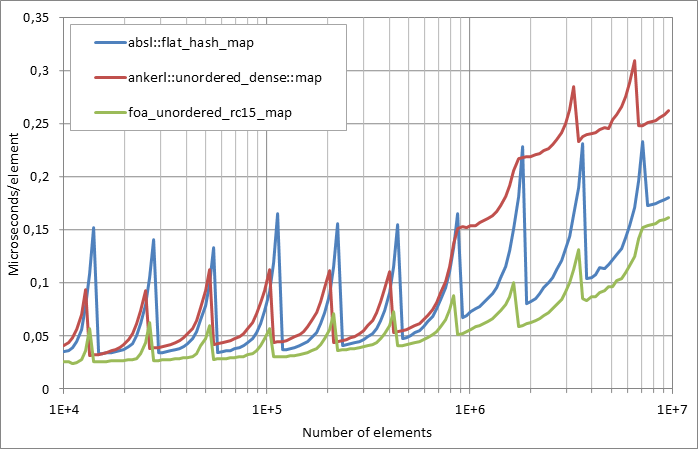 0,35
0,3
0,25
0,2
0,15
0,1
0,05
0
Microseconds/element
absl::flat_hash_map
ankerl::unordered_dense::map
foa_unordered_rc15_map
1E+4
1E+5
1E+6
1E+7
Number of elements